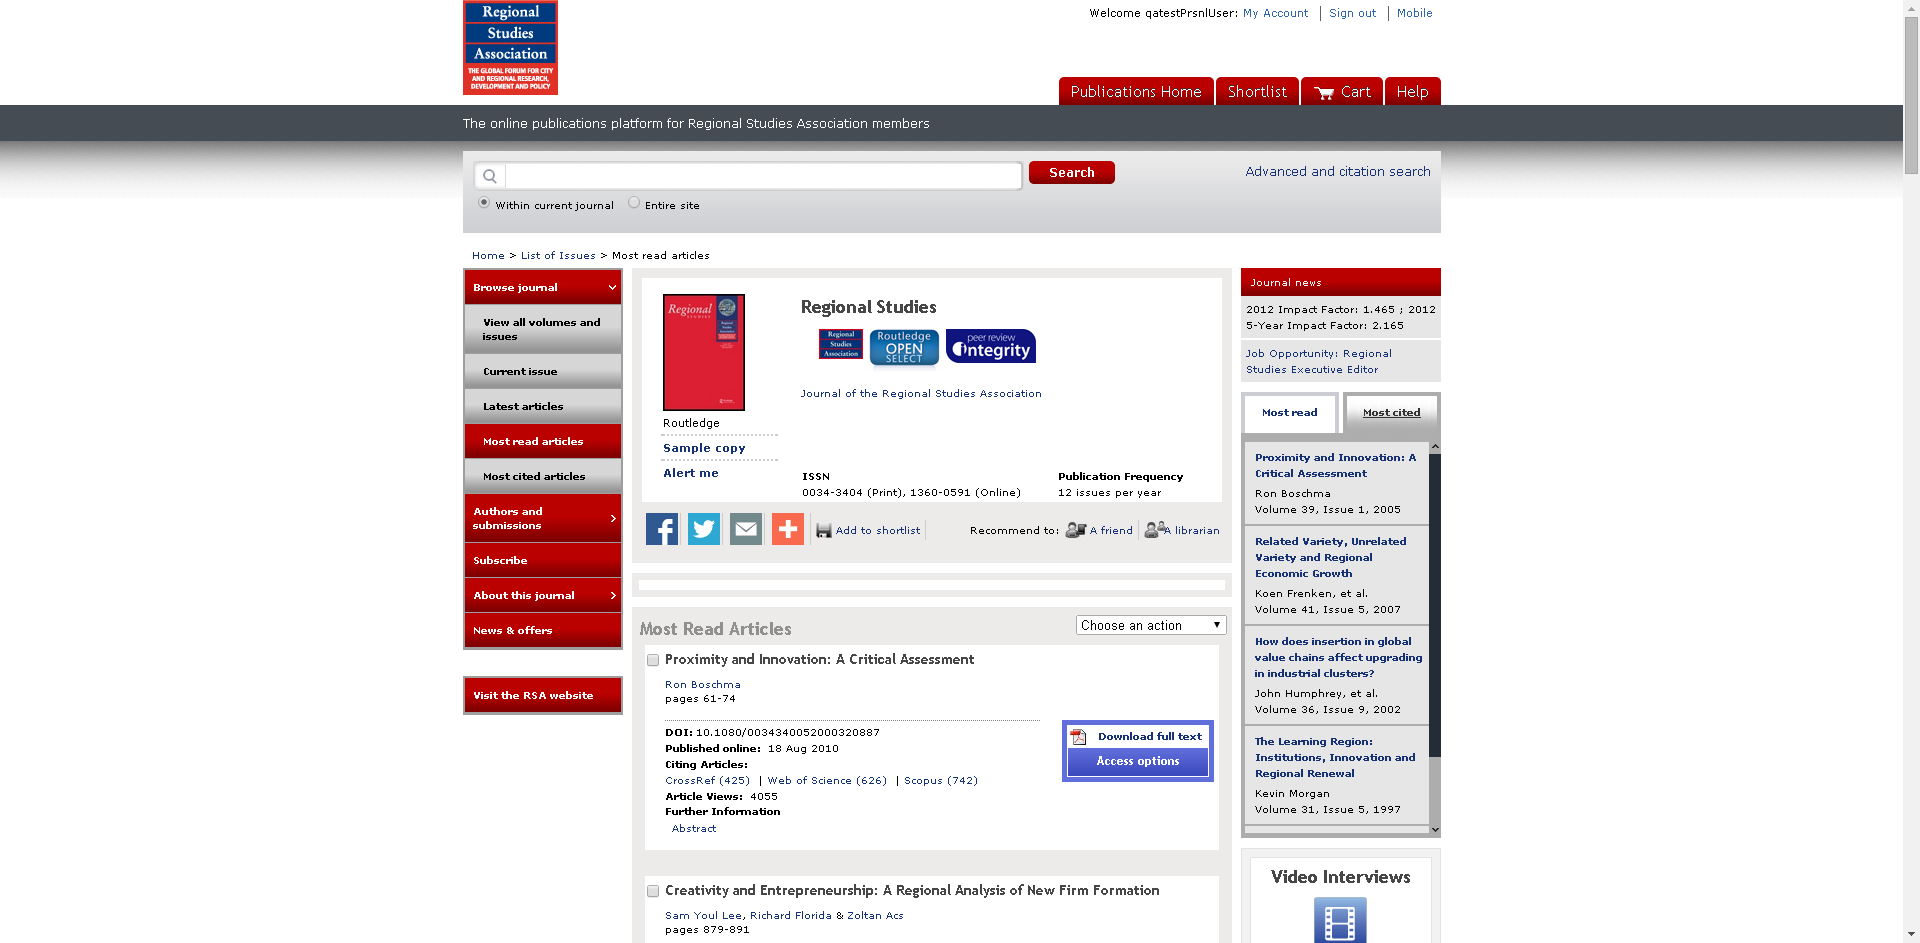 Regional
Studies
Association
THE GLOBAL FORUM FOR CITY
AND REGIONAL RESEARCH,
DEVELOPMENT AND POLICY
Welcome qatestPrsnlUser: My Account | Sign out | Mobile
Publications Home
Shortlist
Cart
Help
The online publications platform for Regional Studies Association members
Search
Advanced and citation search
Within current journal
Entire site
Home > List of Issues > Most read articles
Browse journal
View all volumes and
issues
Current issue
Latest articles
Most read articles
Most cited articles
Authors and
submissions
Subscribe
About this journal
News & offers
Visit the RSA website
Regional
STUDIES
Routledge
Sample copy
Alert me
Regional Studies
Regional
Studies
Association
Routledge
OPEN
SELECT
peer review
integrity
Journal of the Regional Studies Association
ISSN
0034-3404 (Print), 1360-0591 (Online)
Publication Frequency
12 issues per year
Add to shortlist
Recommend to:
A friend
A librarian
Most Read Articles
Choose an action
Proximity and Innovation: A Critical Assessment
Ron Boschma
pages 61-74
DOI: 10.1080/0034340052000320887
Published online: 18 Aug 2010
Citing Articles:
CrossRef (425) | Web of Science (626) | Scopus (742)
Article Views: 4055
Further Information
Abstract
Download full text
Access options
Creativity and Entrepreneurship: A Regional Analysis of New Firm Formation
Sam Youl Lee, Richard Florida & Zoltan Acs
pages 879-891
Journal news
2012 Impact Factor: 1.465 ; 2012
5-Year Impact Factor: 2.165
Job Opportunity: Regional
Studies Executive Editor
Most read
Most cited
Proximity and Innovation: A
Critical Assessment
Ron Boschma
Volume 39, Issue 1, 2005
Related Variety, Unrelated
Variety and Regional
Economic Growth
Koen Frenken, et al.
Volume 41, Issue 5, 2007
How does insertion in global
value chains affect upgrading
in industrial clusters?
John Humphrey, et al.
Volume 36, Issue 9, 2002
The Learning Region:
Institutions, Innovation and
Regional Renewal
Kevin Morgan
Volume 31, Issue 5, 1997
Video Interviews